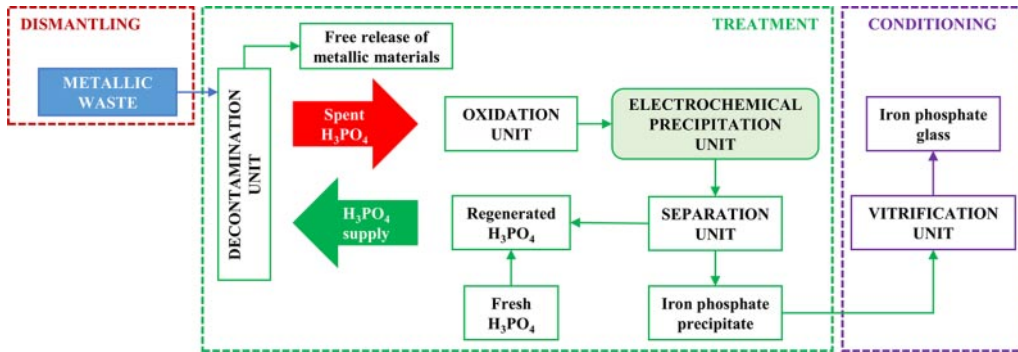 DISMANTLING
METALLIC
WASTE
TREATMENT
DECONTAMINATION
UNIT
Free release of
metallic materials
Spent
H₃PO₄
OXIDATION
UNIT
ELECTROCHEMICAL
PRECIPITATION
UNIT
H₃PO₄
supply
Regenerated
H₃PO₄
SEPARATION
UNIT
Fresh
H₃PO₄
Iron phosphate
precipitate
CONDITIONING
Iron phosphate
glass
VITRIFICATION
UNIT